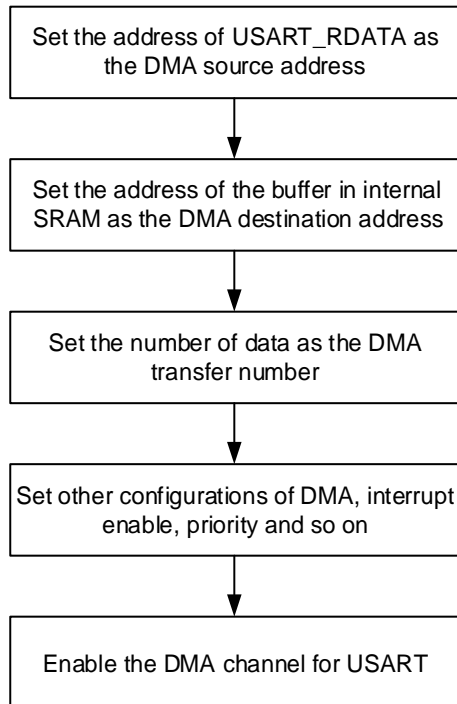 Set the address of USART_RDATA as
the DMA source address
Set the address of the buffer in internal
SRAM as the DMA destination address
Set the number of data as the DMA
transfer number
Set other configurations of DMA, interrupt
enable, priority and so on
Enable the DMA channel for USART